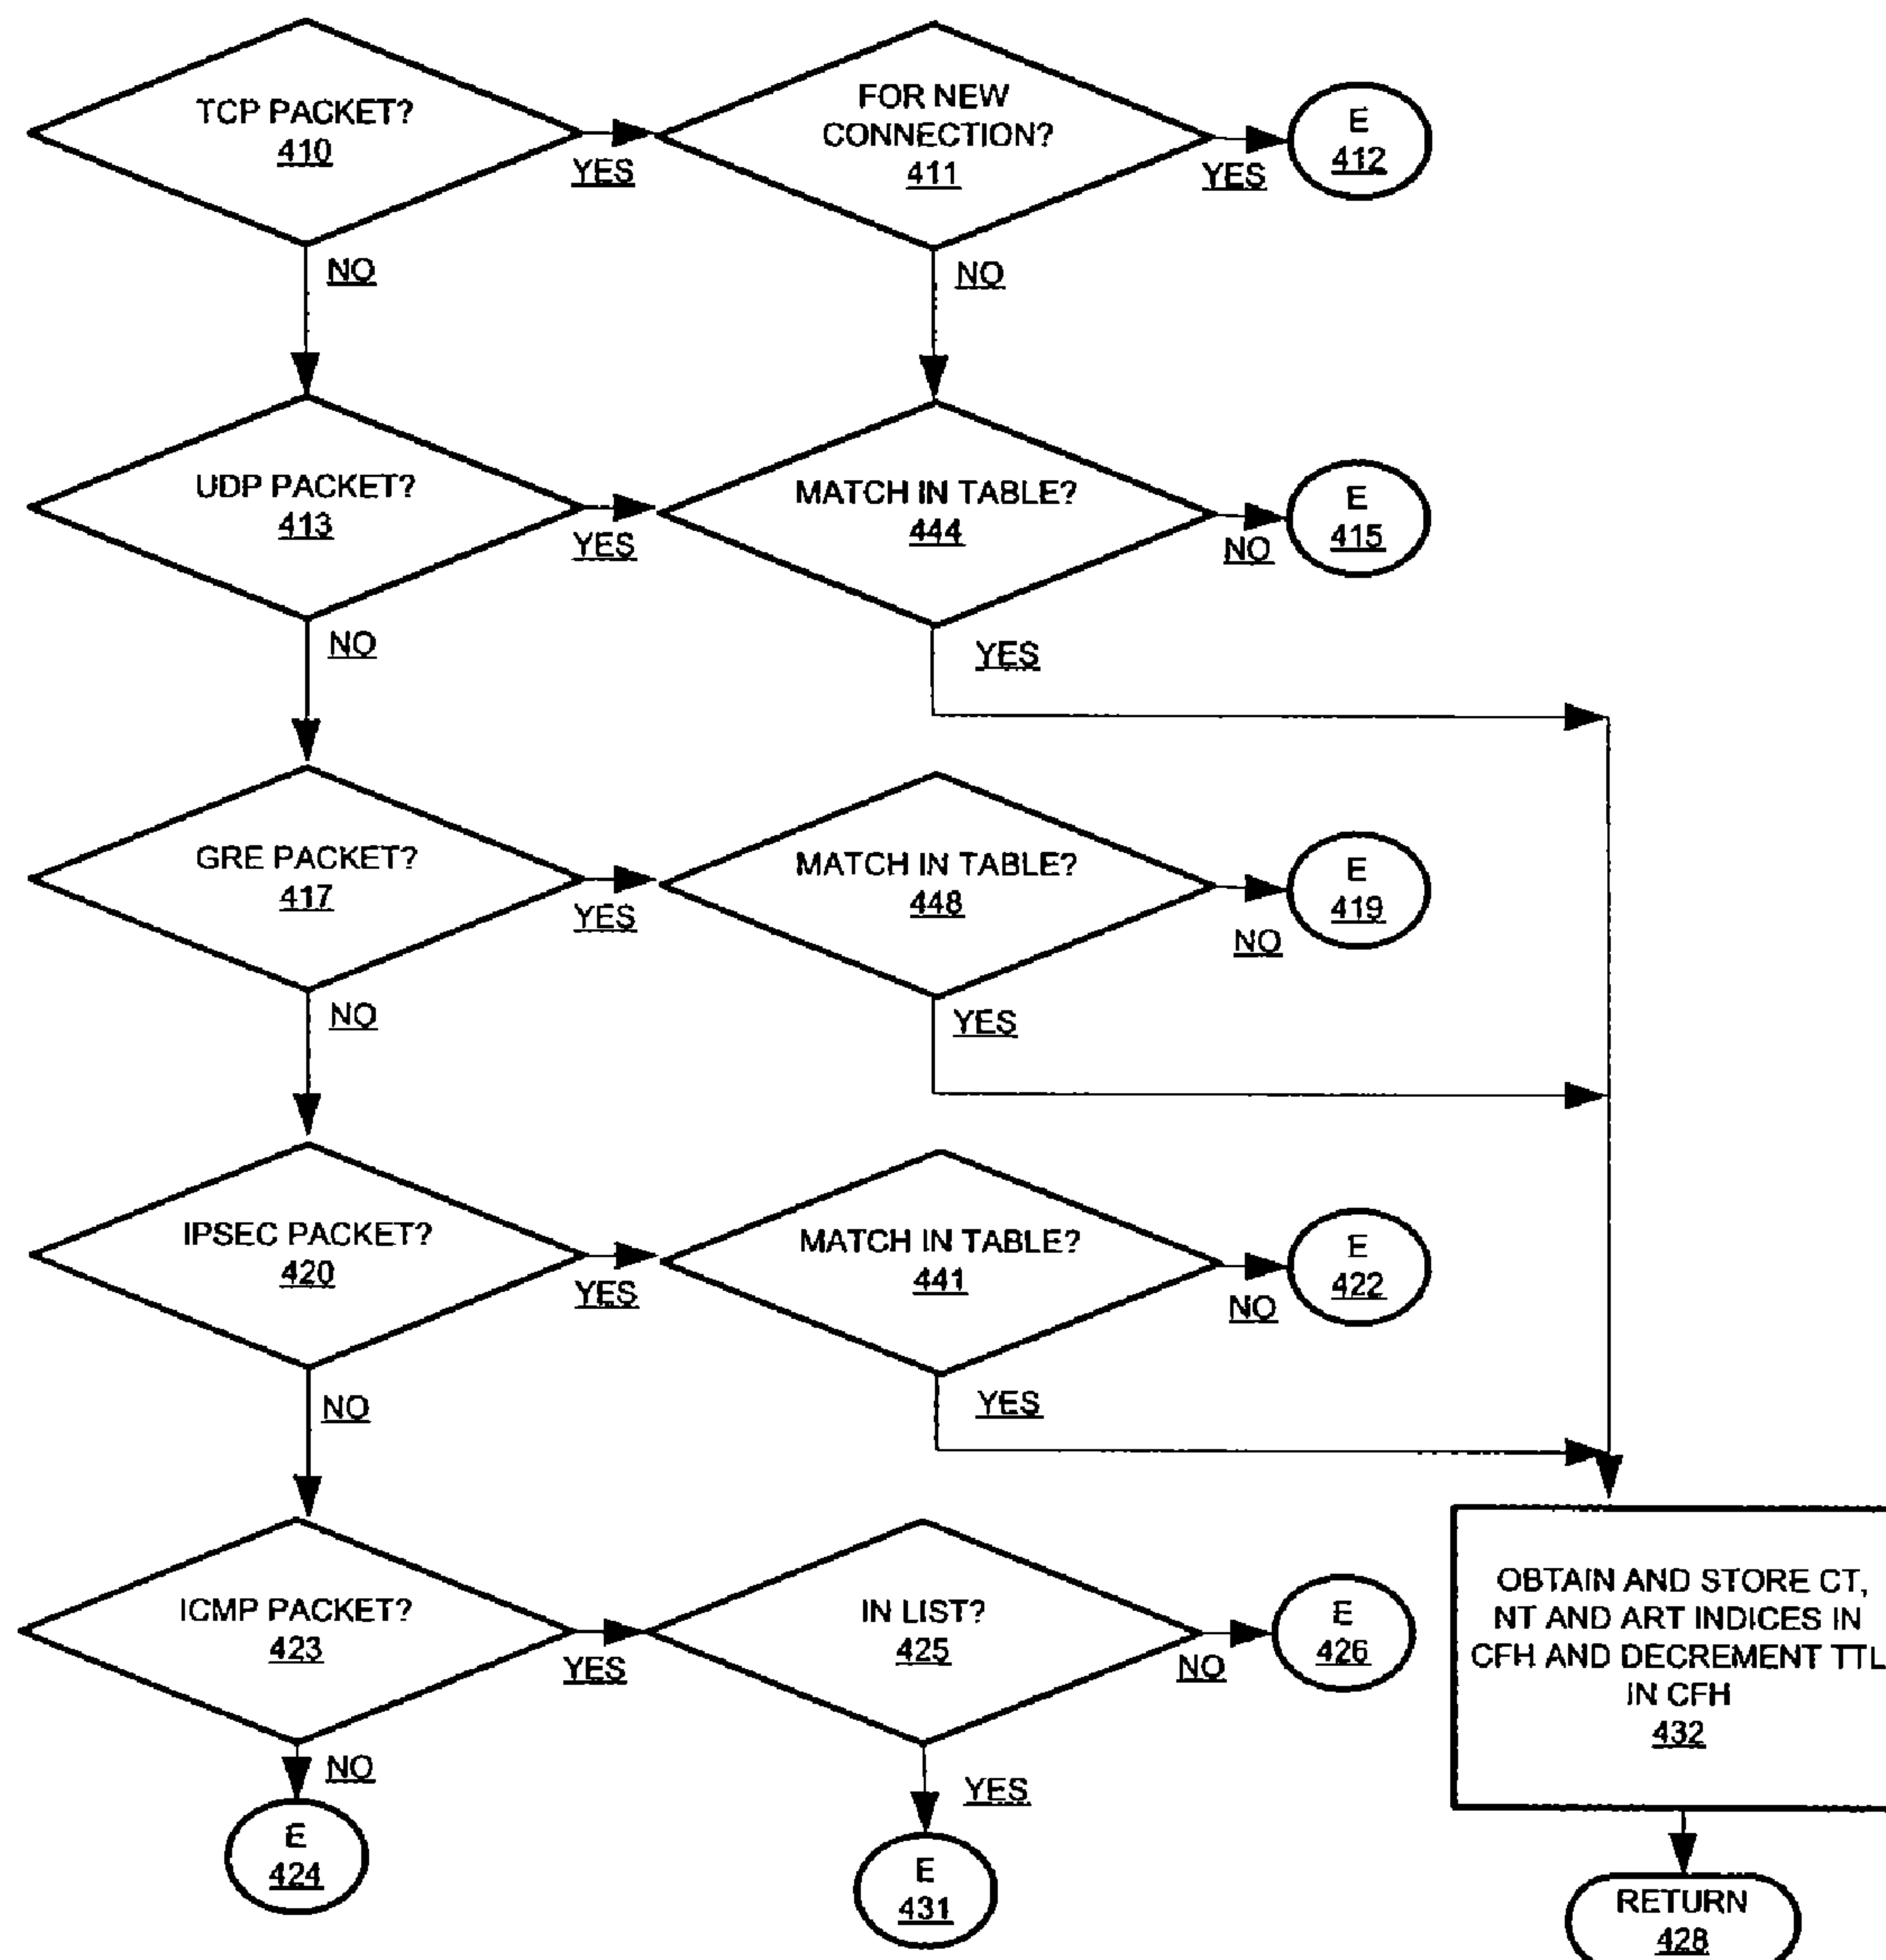 TCP PACKET?
410
YES
NO
FOR NEW
CONNECTION?
411
YES
NO
E
412
UDP PACKET?
413
YES
NO
MATCH IN TABLE?
444
NO
YES
E
415
GRE PACKET?
417
YES
NO
MATCH IN TABLE?
448
NO
YES
E
419
IPSEC PACKET?
420
YES
NO
MATCH IN TABLE?
441
NO
YES
E
422
ICMP PACKET?
423
YES
NO
IN LIST?
425
NO
YES
E
426
OBTAIN AND STORE CT,
NT AND ART INDICES IN
CFH AND DECREMENT TTL
IN CFH
432
E
424
E
431
RETURN
428